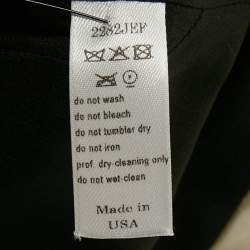 2282JEF
do not wash
do not bleach
do not tumbler dry
do not iron
prof. dry-cleaning only
do not wet-clean
Made in
USA